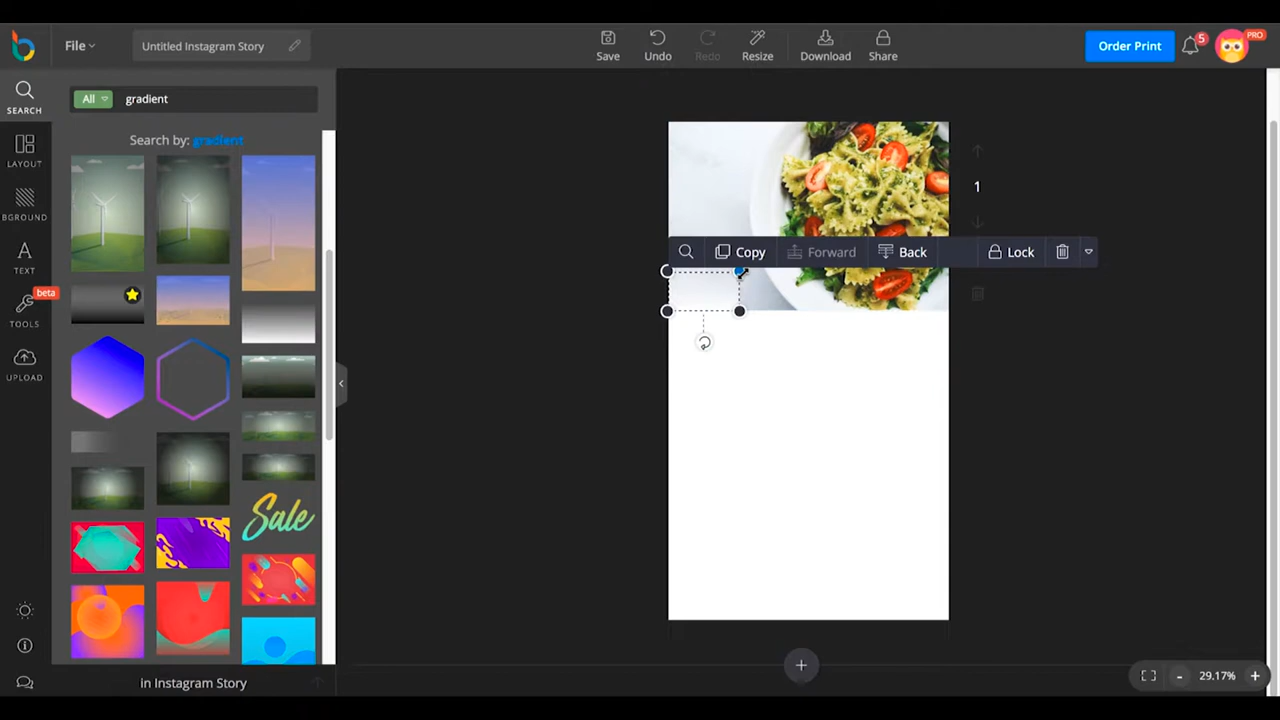 File
Untitled Instagram Story
Save
Undo
Redo
Resize
Download
Share
Order Print
5
PRO
SEARCH
LAYOUT
BGROUND
TEXT
beta
TOOLS
UPLOAD
All
gradient
Search by: gradient
Sale
in Instagram Story
Copy
Forward
Back
Lock
1
29.17%